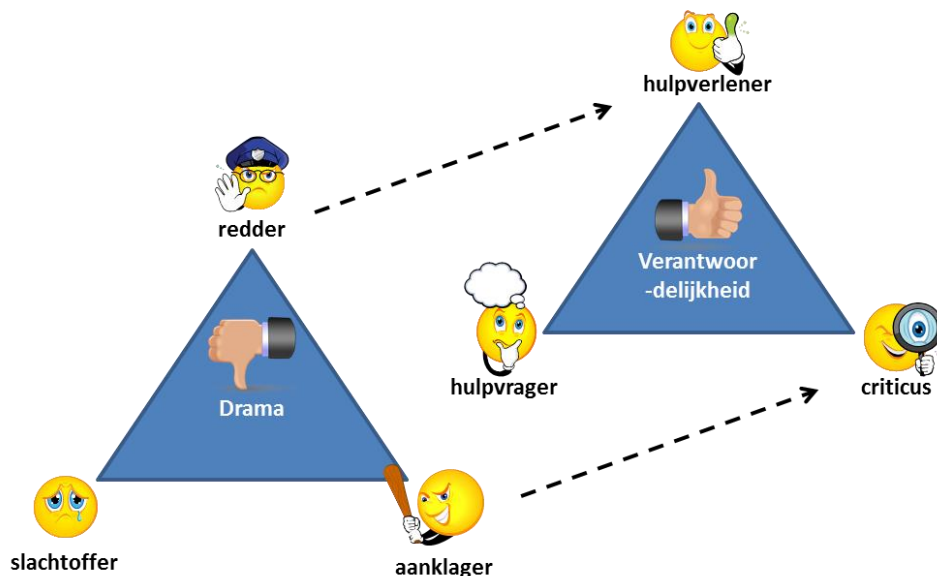 hulpverlener
redder
Verantwoor
-delijkheid
hulpvrager
criticus
Drama
slachtoffer
aanklager